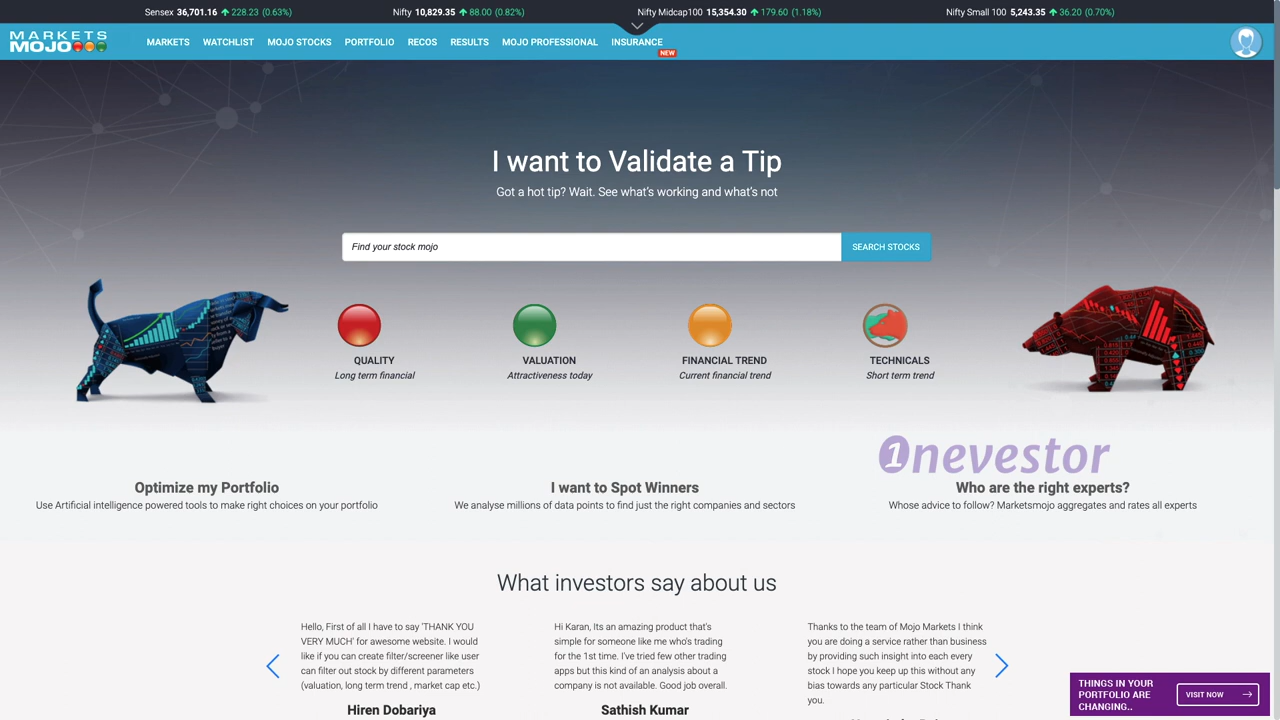 Sensex 36,701.16 228.23 (0.63%) Nifty 10,829.35 88.00 (0.82%) Nifty Midcap100 15,354.30 179.60 (1.18%) Nifty Small 100 5,243.35 36.20 (0.70%)
MARKETS
MOJO
MARKETS WATCHLIST MOJO STOCKS PORTFOLIO RECOS RESULTS MOJO PROFESSIONAL INSURANCE
NEW
I want to Validate a Tip
Got a hot tip? Wait. See what's working and what's not
Find your stock mojo SEARCH STOCKS
QUALITY VALUATION FINANCIAL TREND TECHNICALS
Long term financial Attractiveness today Current financial trend Short term trend
1nevestor
Optimize my Portfolio I want to Spot Winners Who are the right experts?
Use Artificial intelligence powered tools to make right choices on your portfolio We analyse millions of data points to find just the right companies and sectors Whose advice to follow? Marketsmojo aggregates and rates all experts
What investors say about us
Hello, First of all I have to say 'THANK YOU
VERY MUCH' for awesome website. I would
like if you can create filter/screener like user
can filter out stock by different parameters
(valuation, long term trend , market cap etc.)
Hiren Dobariya
Hi Karan, Its an amazing product that's
simple for someone like me who's trading
for the 1st time. I've tried few other trading
apps but this kind of an analysis about a
company is not available. Good job overall.
Sathish Kumar
Thanks to the team of Mojo Markets I think
you are doing a service rather than business
by providing such insight into each every
stock I hope you keep up this without any
bias towards any particular Stock Thank
you.
THINGS IN YOUR
PORTFOLIO ARE
CHANGING..
VISIT NOW